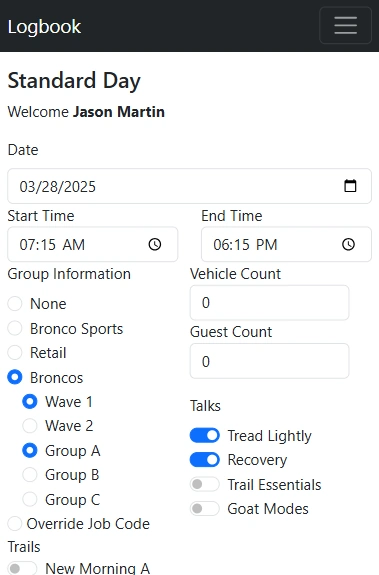 Logbook
Standard Day
Welcome Jason Martin
Date
03/28/2025
Start Time
End Time
07:15 AM
06:15 PM
Group Information
Vehicle Count
None
0
Bronco Sports
Guest Count
Retail
0
Broncos
Wave 1
Talks
Wave 2
Tread Lightly
Group A
Recovery
Group B
Trail Essentials
Group C
Goat Modes
Override Job Code
Trails
New Morning A